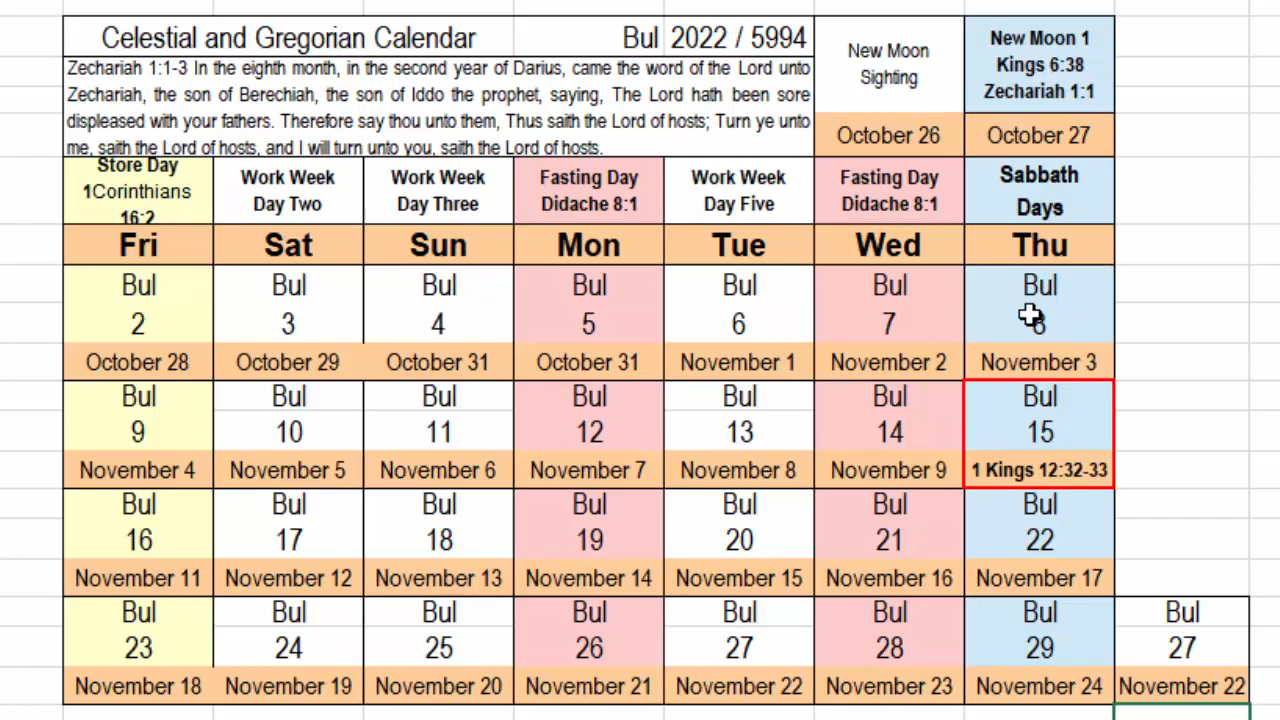 Celestial and Gregorian Calendar Bul 2022 / 5994
Zechariah 1:1-3 In the eighth month, in the second year of Darius, came the word of the Lord unto
Zechariah, the son of Berechiah, the son of Iddo the prophet, saying, The Lord hath been sore
displeased with your fathers. Therefore say thou unto them, Thus saith the Lord of hosts; Turn ye unto
me, saith the Lord of hosts, and I will turn unto you, saith the Lord of hosts.
New Moon
Sighting
October 26
New Moon 1
Kings 6:38
Zechariah 1:1
October 27
Store Day
1Corinthians
16:2
Work Week
Day Two
Work Week
Day Three
Fasting Day
Didache 8:1
Work Week
Day Five
Fasting Day
Didache 8:1
Sabbath
Days
Fri Sat Sun Mon Tue Wed Thu
Bul Bul Bul Bul Bul Bul Bul
2 3 4 5 6 7 8
October 28 October 29 October 31 October 31 November 1 November 2 November 3
Bul Bul Bul Bul Bul Bul Bul
9 10 11 12 13 14 15
November 4 November 5 November 6 November 7 November 8 November 9 1 Kings 12:32-33
Bul Bul Bul Bul Bul Bul Bul
16 17 18 19 20 21 22
November 11 November 12 November 13 November 14 November 15 November 16 November 17
Bul Bul Bul Bul Bul Bul Bul Bul
23 24 25 26 27 28 29 27
November 18 November 19 November 20 November 21 November 22 November 23 November 24 November 22